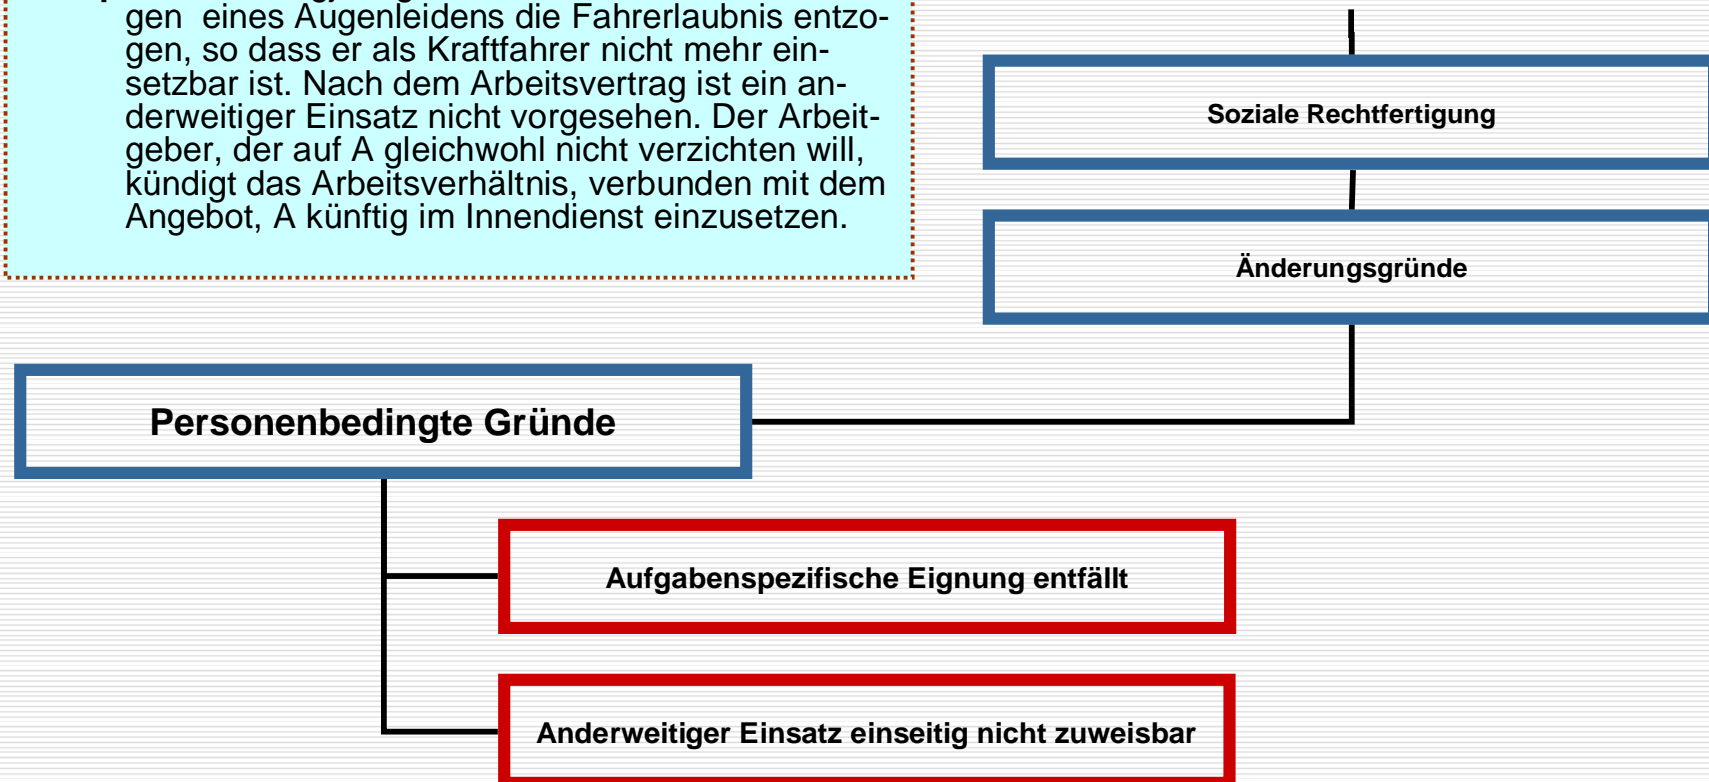 gen eines Augenleidens die Fahrerlaubnis entzo-
gen, so dass er als Kraftfahrer nicht mehr ein-
setzbar ist. Nach dem Arbeitsvertrag ist ein an-
derweitiger Einsatz nicht vorgesehen. Der Arbeit-
geber, der auf A gleichwohl nicht verzichten will,
kündigt das Arbeitsverhältnis, verbunden mit dem
Angebot, A künftig im Innendienst einzusetzen.
Soziale Rechtfertigung
Änderungsgründe
Personenbedingte Gründe
Aufgabenspezifische Eignung entfällt
Anderweitiger Einsatz einseitig nicht zuweisbar